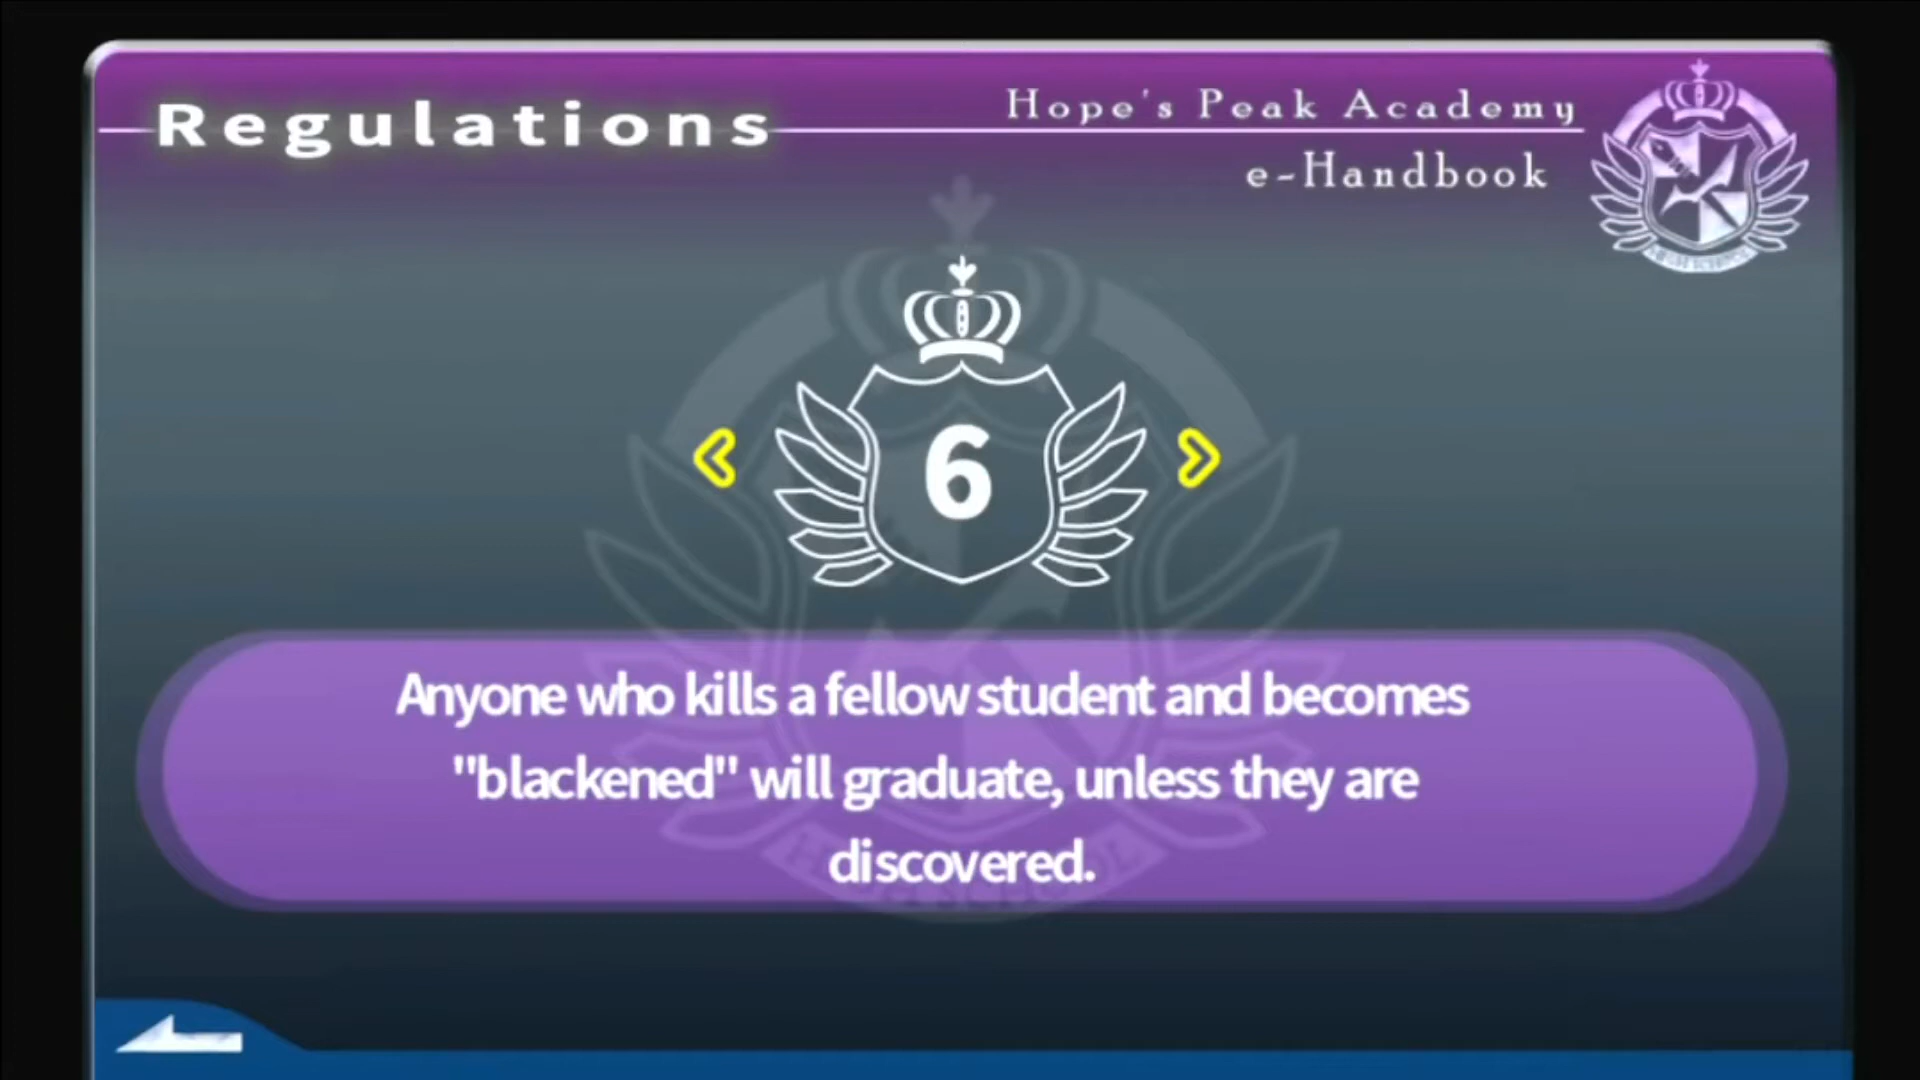 Regulations
Hope's Peak Academy
e-Handbook
6
Anyone who kills a fellow student and becomes
"blackened" will graduate, unless they are
discovered.